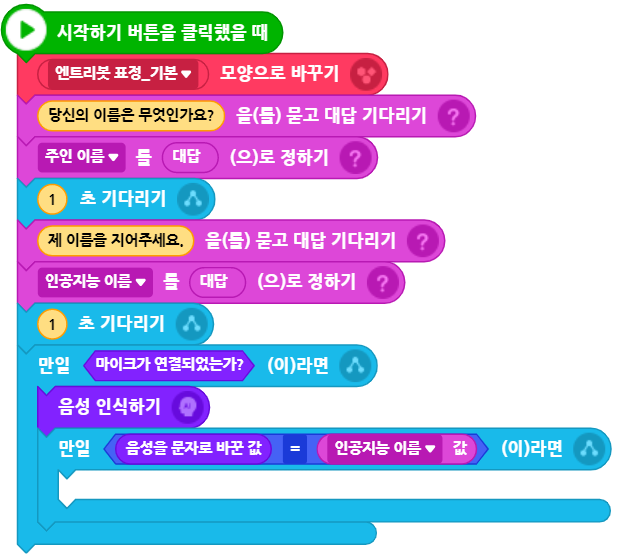 시작하기 버튼을 클릭했을 때
엔트리봇 표정_기본 모양으로 바꾸기
당신의 이름은 무엇인가요? 을(를) 묻고 대답 기다리기 ?
주인 이름 를 대답 (으)로 정하기 ?
1 초 기다리기
제 이름을 지어주세요. 을(를) 묻고 대답 기다리기 ?
인공지능 이름 를 대답 (으)로 정하기 ?
1 초 기다리기
만일 마이크가 연결되었는가? (이)라면
음성 인식하기 AI
만일 음성을 문자로 바꾼 값 = 인공지능 이름 값 (이)라면